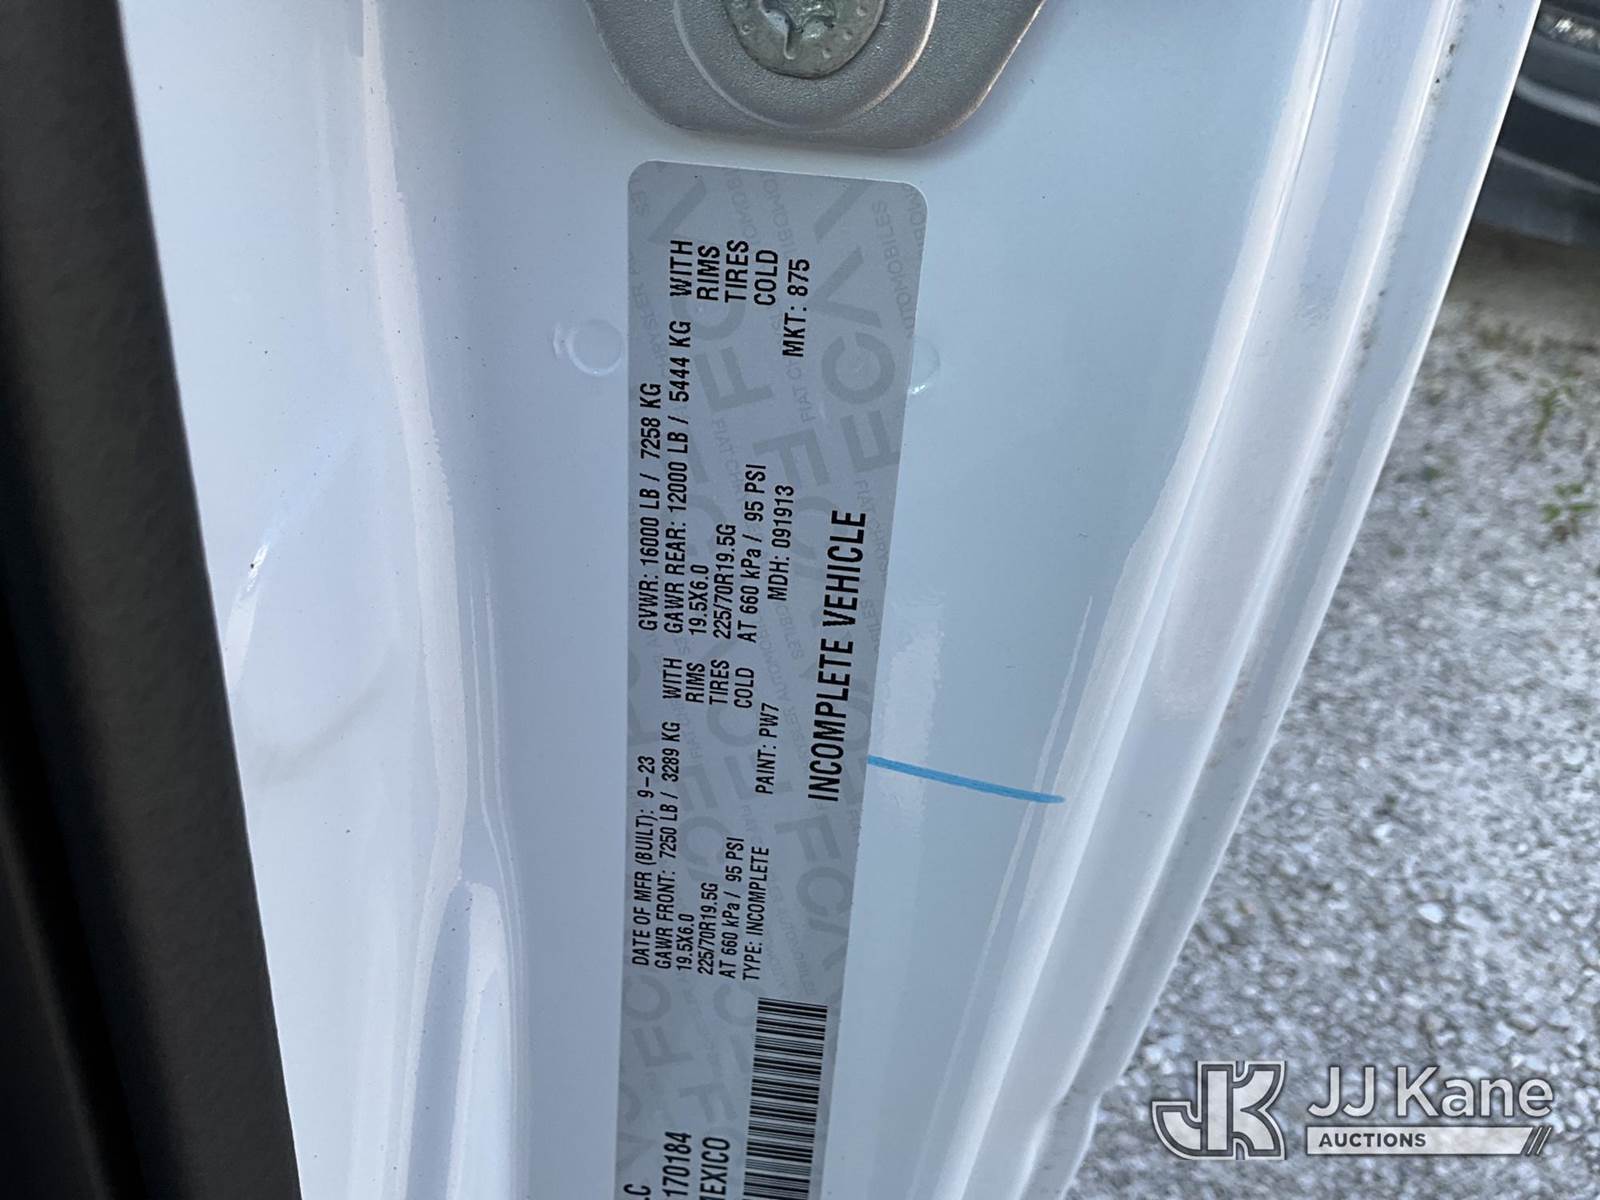 LC
DATE OF MFR (BUILT): 9-23 GVWR: 16000 LB / 7258 KG
GAWR FRONT: 7250 LB / 3289 KG WITH GAWR REAR: 12000 LB / 5444 KG WITH
19.5X6.0 RIMS 19.5X6.0 RIMS
225/70R19.5G TIRES 225/70R19.5G TIRES
AT 660 kPa / 95 PSI COLD AT 660 kPa / 95 PSI COLD
170184 TYPE: INCOMPLETE PAINT: PW7 MDH: 091913 MKT: 875
MEXICO
INCOMPLETE VEHICLE
JK JJ Kane
AUCTIONS